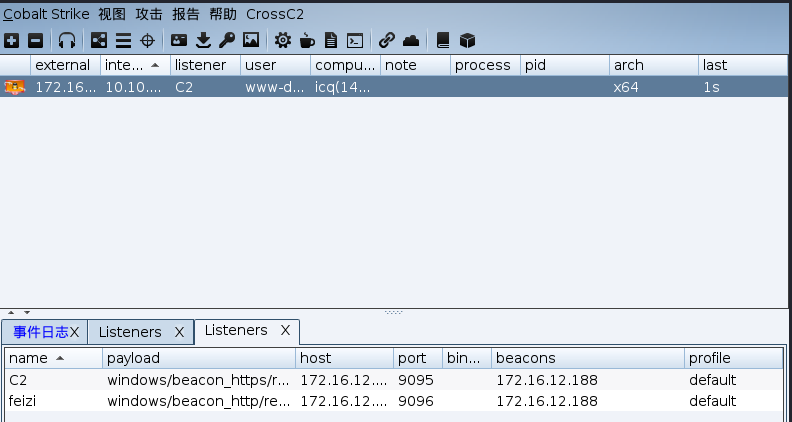 Cobalt Strike 视图 攻击 报告 帮助 CrossC2
external inte... listener user compu... note process pid arch last
172.16... 10.10.... C2 www-d... icq(14... x64 1s
事件日志X Listeners X Listeners X
name payload host port bin... beacons profile
C2 windows/beacon_https/r... 172.16.12.... 9095 172.16.12.188 default
feizi windows/beacon_http/re... 172.16.12.... 9096 172.16.12.188 default